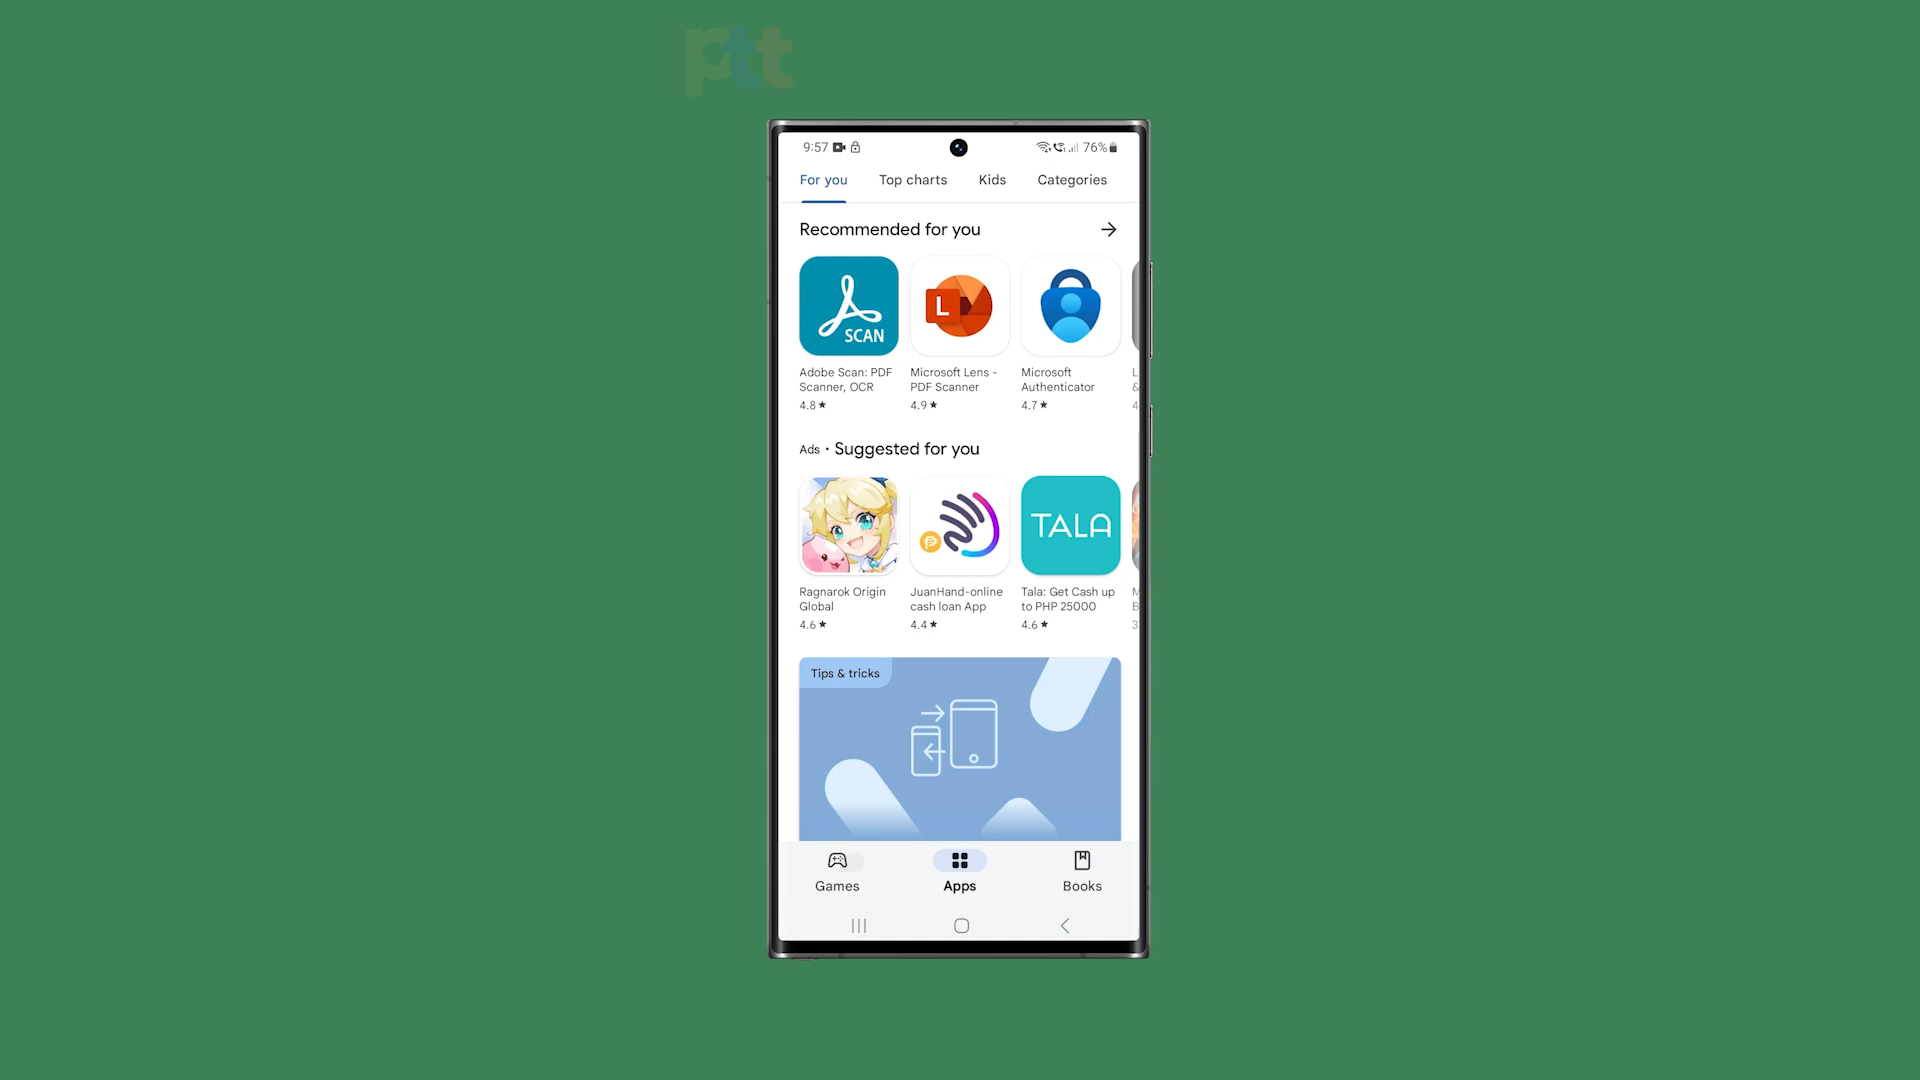 ptt
9:57 76%
For you Top charts Kids Categories
Recommended for you
SCAN
L
Adobe Scan: PDF Scanner, OCR
4.8★
Microsoft Lens - PDF Scanner
4.9★
Microsoft Authenticator
4.7★
L
&
4
Ads • Suggested for you
TALA
Ragnarok Origin Global
4.6★
JuanHand-online cash loan App
4.4★
Tala: Get Cash up to PHP 25000
4.6★
M
B
3
Tips & tricks
Games Apps Books